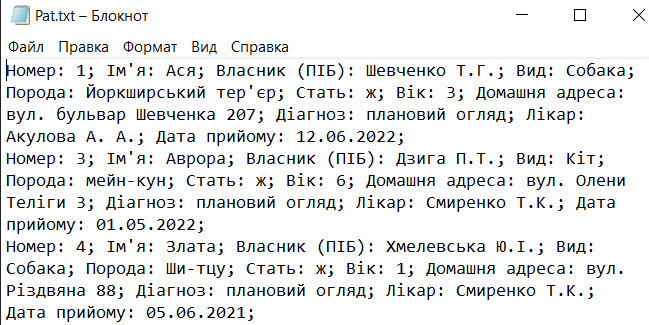 Pat.txt – Блокнот
Файл Правка Формат Вид Справка
Номер: 1; Ім'я: Ася; Власник (ПІБ): Шевченко Т.Г.; Вид: Собака;
Порода: Йоркширський тер'єр; Стать: ж; Вік: 3; Домашня адреса:
вул. бульвар Шевченка 207; Діагноз: плановий огляд; Лікар:
Акулова А. А.; Дата прийому: 12.06.2022;
Номер: 3; Ім'я: Аврора; Власник (ПІБ): Дзига П.Т.; Вид: Кіт;
Порода: мейн-кун; Стать: ж; Вік: 6; Домашня адреса: вул. Олени
Теліги 3; Діагноз: плановий огляд; Лікар: Смиренко Т.К.; Дата
прийому: 01.05.2022;
Номер: 4; Ім'я: Злата; Власник (ПІБ): Хмелевська Ю.І.; Вид:
Собака; Порода: Ши-тцу; Стать: ж; Вік: 1; Домашня адреса: вул.
Різдвяна 88; Діагноз: плановий огляд; Лікар: Смиренко Т.К.;
Дата прийому: 05.06.2021;